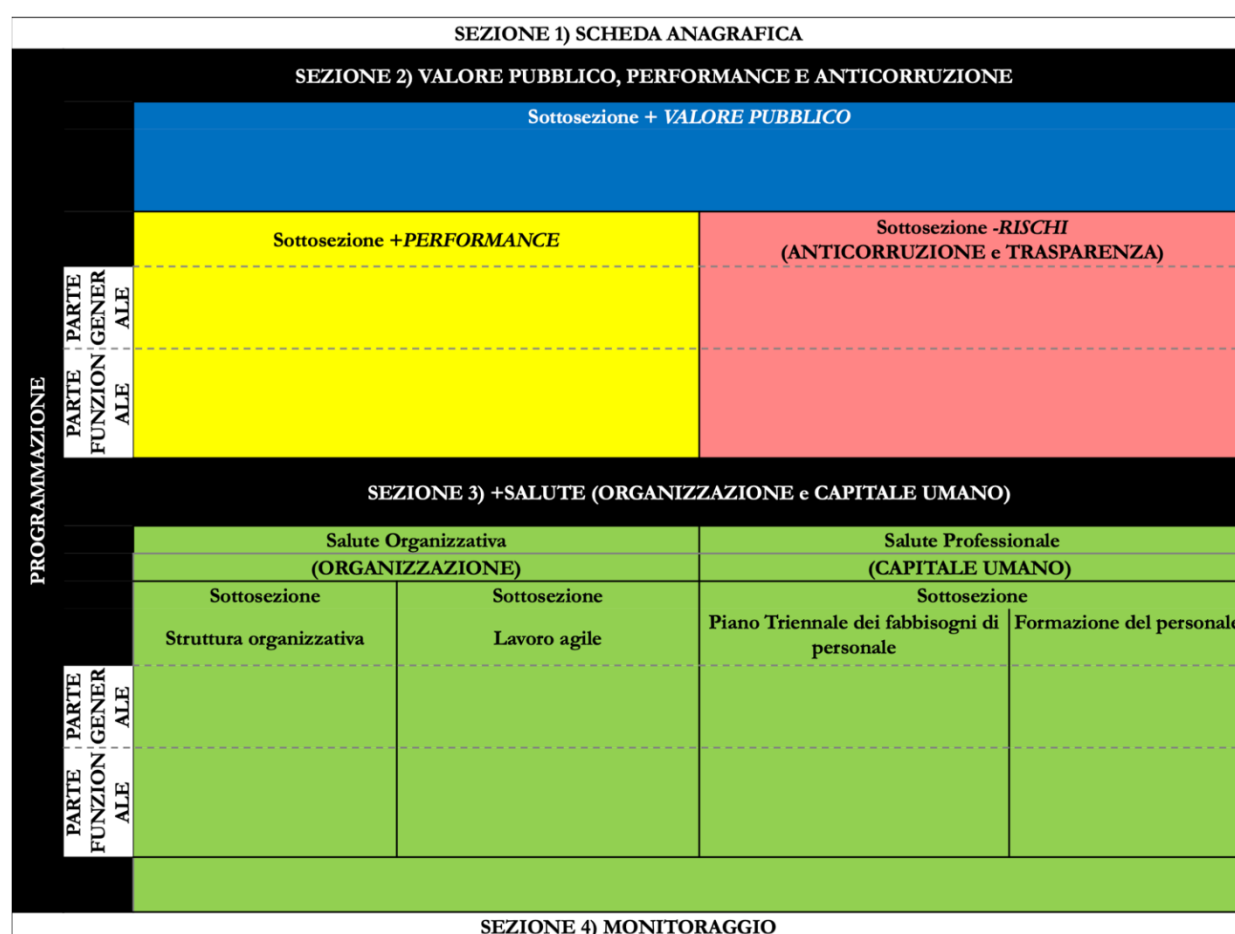 SEZIONE 1) SCHEDA ANAGRAFICA
SEZIONE 2) VALORE PUBBLICO, PERFORMANCE E ANTICORRUZIONE
Sottosezione + VALORE PUBBLICO
Sottosezione +PERFORMANCE
Sottosezione -RISCHI
(ANTICORRUZIONE e TRASPARENZA)
PARTE
GENER
ALE
PARTE
FUNZION
ALE
PROGRAMMAZIONE
SEZIONE 3) +SALUTE (ORGANIZZAZIONE e CAPITALE UMANO)
Salute Organizzativa
Salute Professionale
(ORGANIZZAZIONE)
(CAPITALE UMANO)
Sottosezione
Sottosezione
Sottosezione
Struttura organizzativa
Lavoro agile
Piano Triennale dei fabbisogni di
personale
Formazione del personale
PARTE
GENER
ALE
PARTE
FUNZION
ALE
SEZIONE 4) MONITORAGGIO